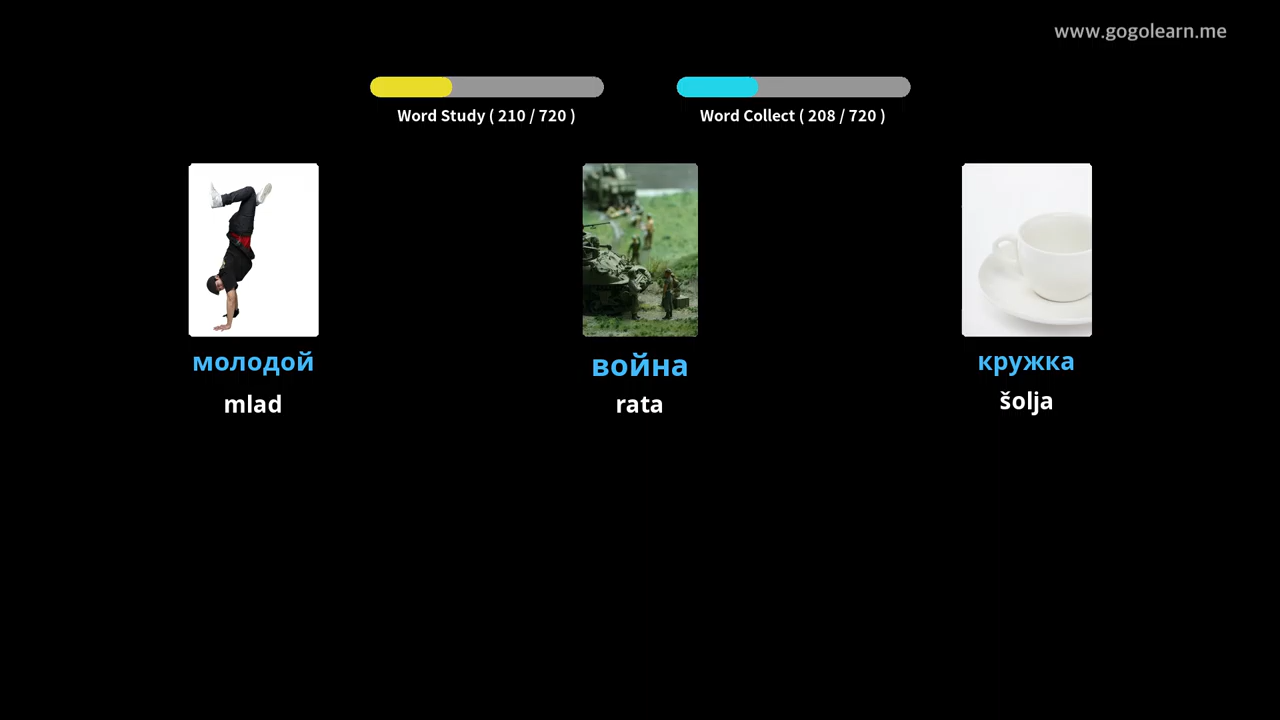 www.gogolearn.me
Word Study ( 210 / 720 )
Word Collect ( 208 / 720 )
молодой
война
кружка
mlad
rata
šolja